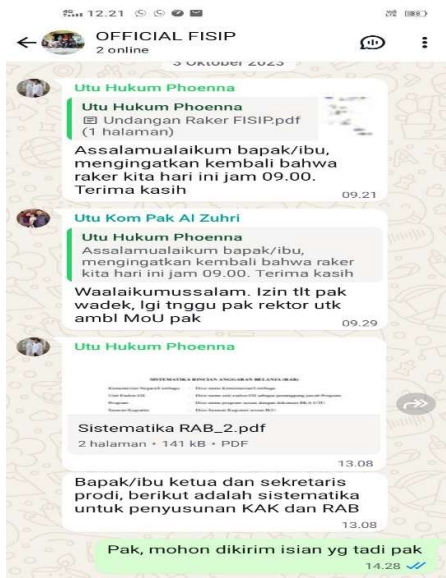 12.21
OFFICIAL FISIP
2 online
3 Oktober 2023
Utu Hukum Phoenna
Utu Hukum Phoenna
Undangan Raker FISIP.pdf
(1 halaman)
Assalamualaikum bapak/ibu,
mengingatkan kembali bahwa
raker kita hari ini jam 09.00.
Terima kasih
09.21
Utu Kom Pak Al Zuhri
Utu Hukum Phoenna
Assalamualaikum bapak/ibu,
mengingatkan kembali bahwa raker
kita hari ini jam 09.00. Terima kasih
Waalaikumussalam. Izin tlt pak
wadek, lgi tnggu pak rektor utk
ambl MoU pak
09.29
Utu Hukum Phoenna
SISTEMATIKA RINCIAN ANGGARAN BELANJA (RAB)
Program
Sistematika RAB_2.pdf
2 halaman • 141 kB • PDF
13.08
Bapak/ibu ketua dan sekretaris
prodi, berikut adalah sistematika
untuk penyusunan KAK dan RAB
13.08
Pak, mohon dikirim isian yg tadi pak
14.28